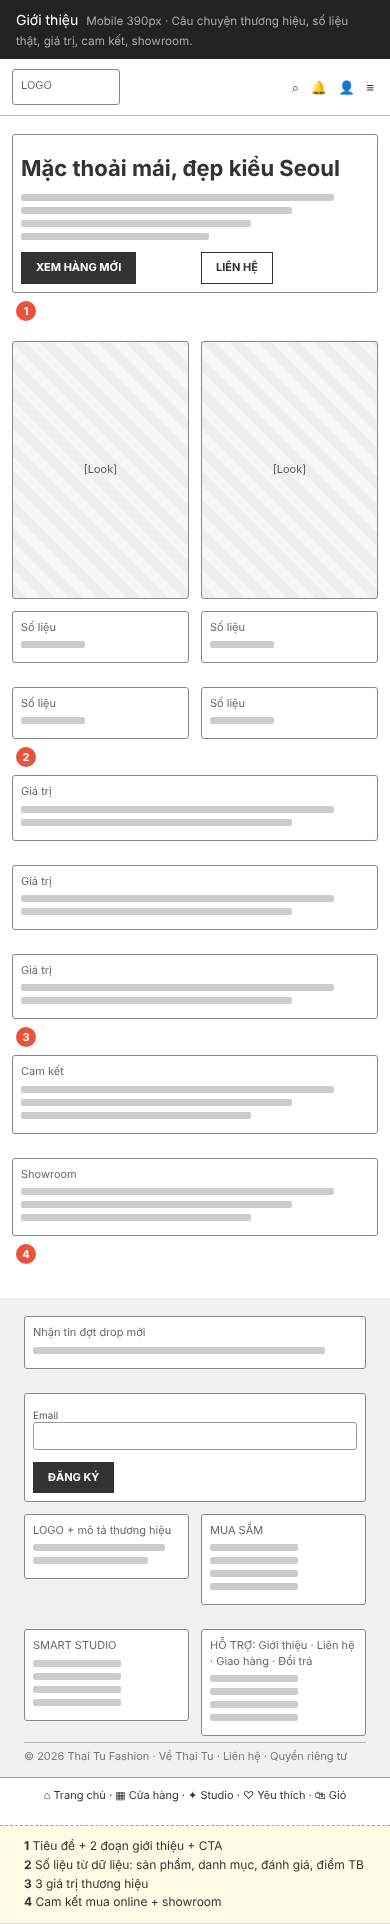 Giới thiệu Mobile 390px · Câu chuyện thương hiệu, số liệu
thật, giá trị, cam kết, showroom.
LOGO
Mặc thoải mái, đẹp kiểu Seoul
XEM HÀNG MỚI LIÊN HỆ
1
[Look] [Look]
Số liệu Số liệu
Số liệu Số liệu
2
Giá trị
Giá trị
Giá trị
3
Cam kết
Showroom
4
Nhận tin đợt drop mới
Email
ĐĂNG KÝ
LOGO + mô tả thương hiệu MUA SẮM
SMART STUDIO
HỖ TRỢ: Giới thiệu · Liên hệ
· Giao hàng · Đổi trả
© 2026 Thai Tu Fashion · Về Thai Tu · Liên hệ · Quyền riêng tư
⌂ Trang chủ · ▦ Cửa hàng · ✦ Studio · ♡ Yêu thích · 🛍 Giỏ
1 Tiêu đề + 2 đoạn giới thiệu + CTA
2 Số liệu từ dữ liệu: sản phẩm, danh mục, đánh giá, điểm TB
3 3 giá trị thương hiệu
4 Cam kết mua online + showroom